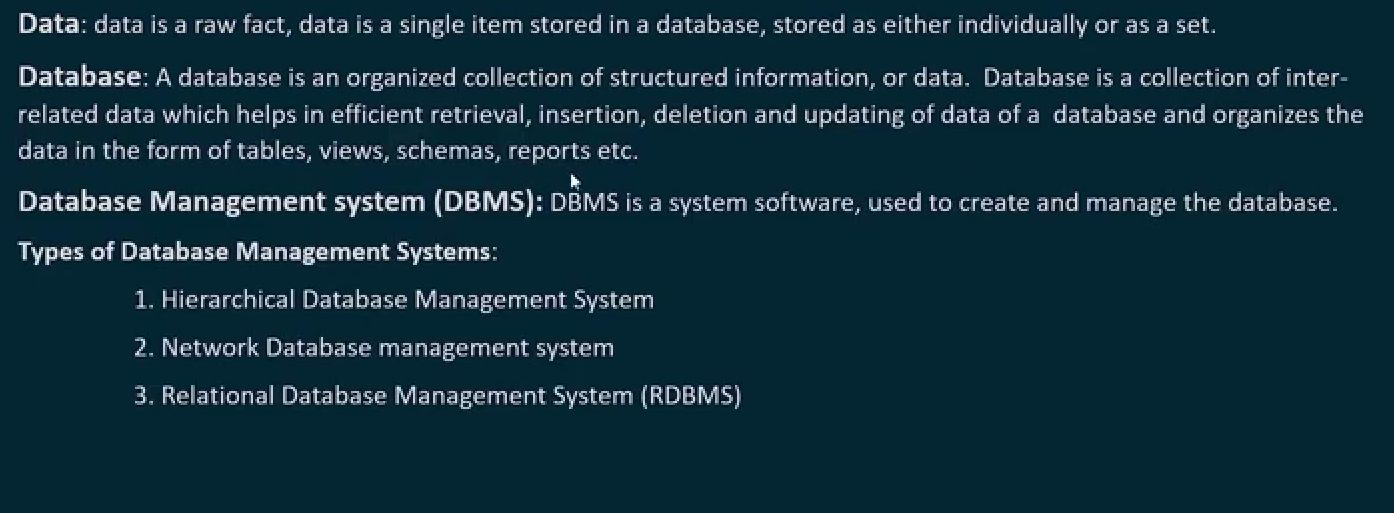 Data: data is a raw fact, data is a single item stored in a database, stored as either individually or as a set.
Database: A database is an organized collection of structured information, or data. Database is a collection of inter-
related data which helps in efficient retrieval, insertion, deletion and updating of data of a database and organizes the
data in the form of tables, views, schemas, reports etc.
Database Management system (DBMS): DBMS is a system software, used to create and manage the database.
Types of Database Management Systems:
1. Hierarchical Database Management System
2. Network Database management system
3. Relational Database Management System (RDBMS)